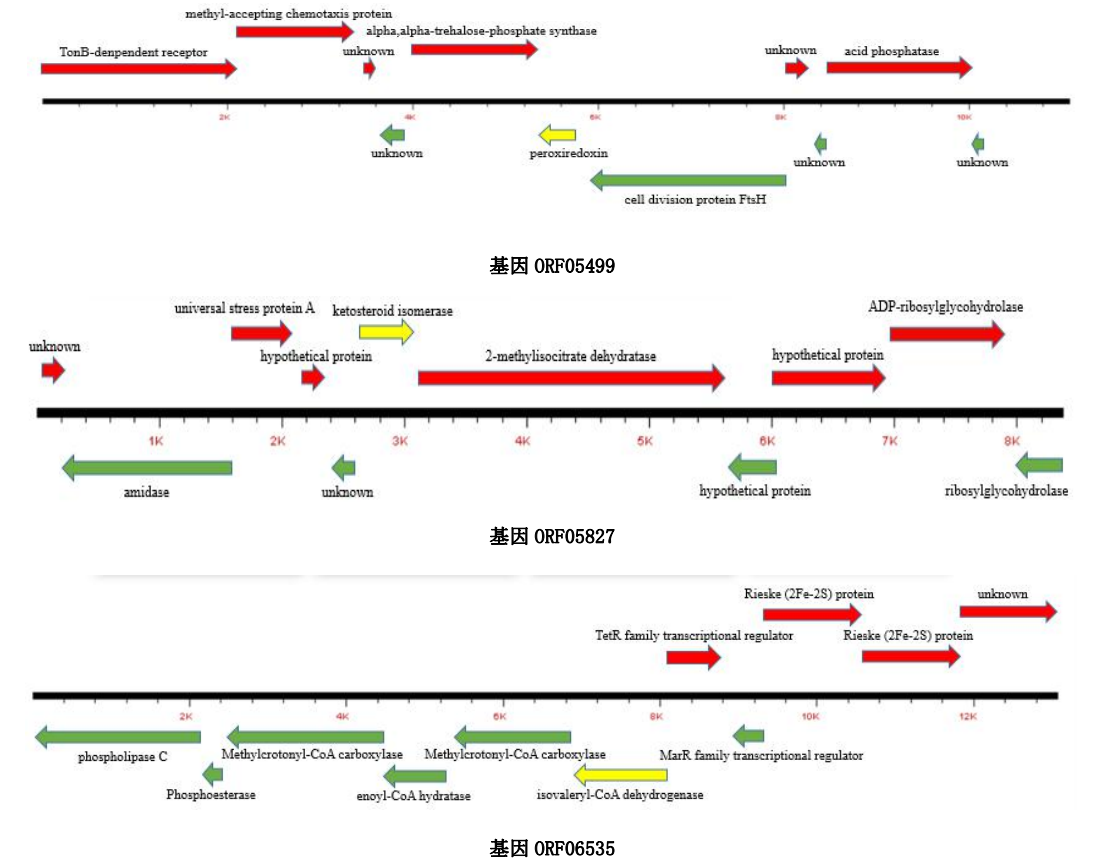 methyl-accepting chemotaxis protein
alpha,alpha-trehalose-phosphate synthase
TonB-denpendent receptor
unknown
unknown
acid phosphatase
2K
4K
6K
8K
10K
unknown
peroxiredoxin
unknown
unknown
cell division protein FtsH
基因 ORF05499
universal stress protein A
ketosteroid isomerase
ADP-ribosylglycohydrolase
unknown
hypothetical protein
2-methylisocitrate dehydratase
hypothetical protein
1K
2K
3K
4K
5K
6K
7K
8K
amidase
unknown
hypothetical protein
ribosylglycohydrolase
基因 ORF05827
Rieske (2Fe-2S) protein
unknown
TetR family transcriptional regulator
Rieske (2Fe-2S) protein
2K
4K
6K
8K
10K
12K
phospholipase C
Methylcrotonyl-CoA carboxylase
Methylcrotonyl-CoA carboxylase
MarR family transcriptional regulator
Phosphoesterase
enoyl-CoA hydratase
isovaleryl-CoA dehydrogenase
基因 ORF06535